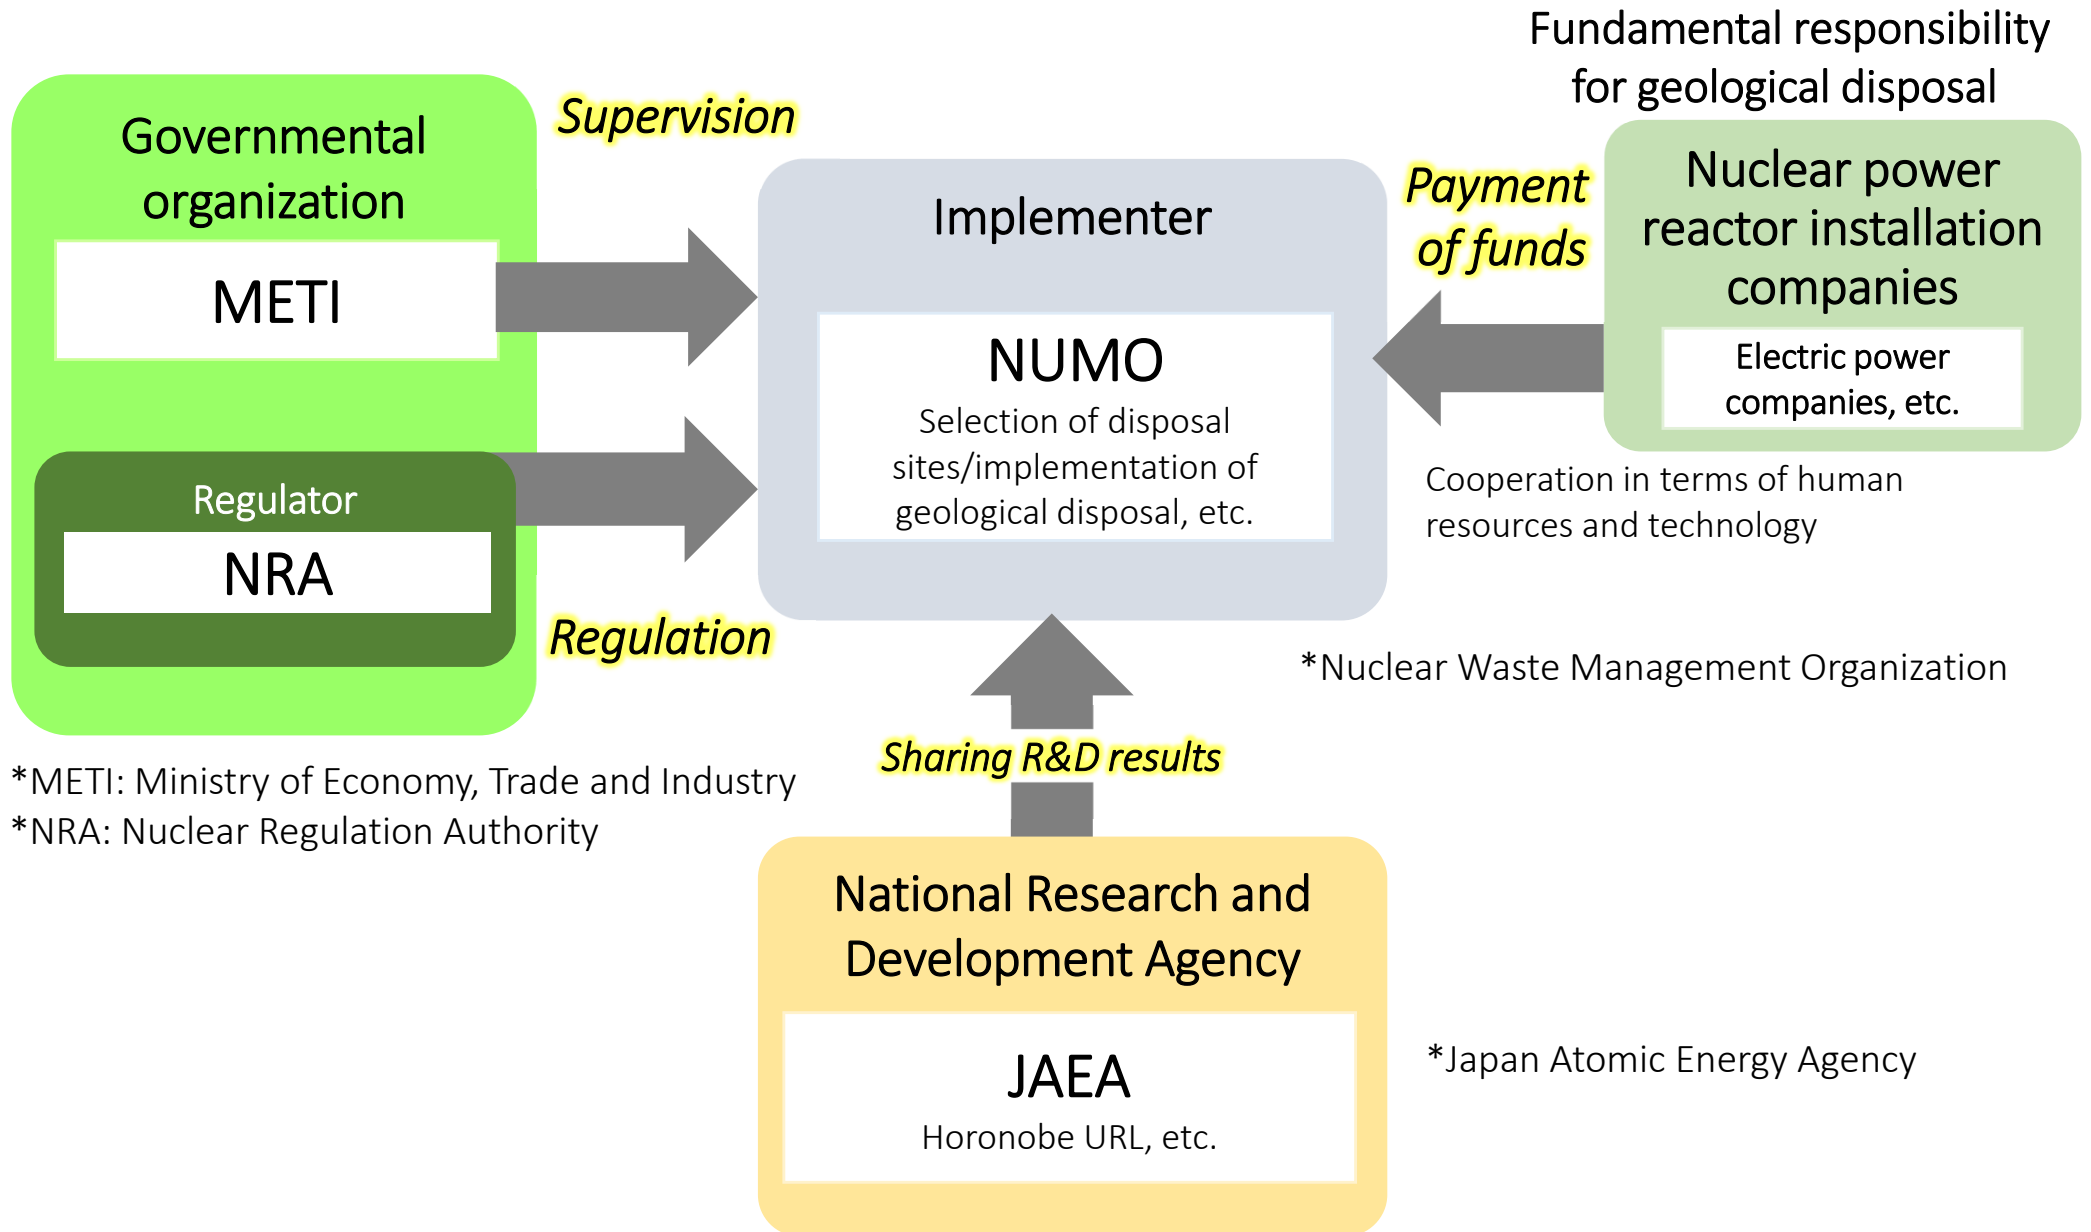 Fundamental responsibility
for geological disposal
Governmental
organization
METI
Regulator
NRA
Supervision
Regulation
Implementer
NUMO
Selection of disposal
sites/implementation of
geological disposal, etc.
Payment
of funds
Nuclear power
reactor installation
companies
Electric power
companies, etc.
Cooperation in terms of human
resources and technology
*Nuclear Waste Management Organization
*METI: Ministry of Economy, Trade and Industry
*NRA: Nuclear Regulation Authority
Sharing R&D results
National Research and
Development Agency
JAEA
Horonobe URL, etc.
*Japan Atomic Energy Agency